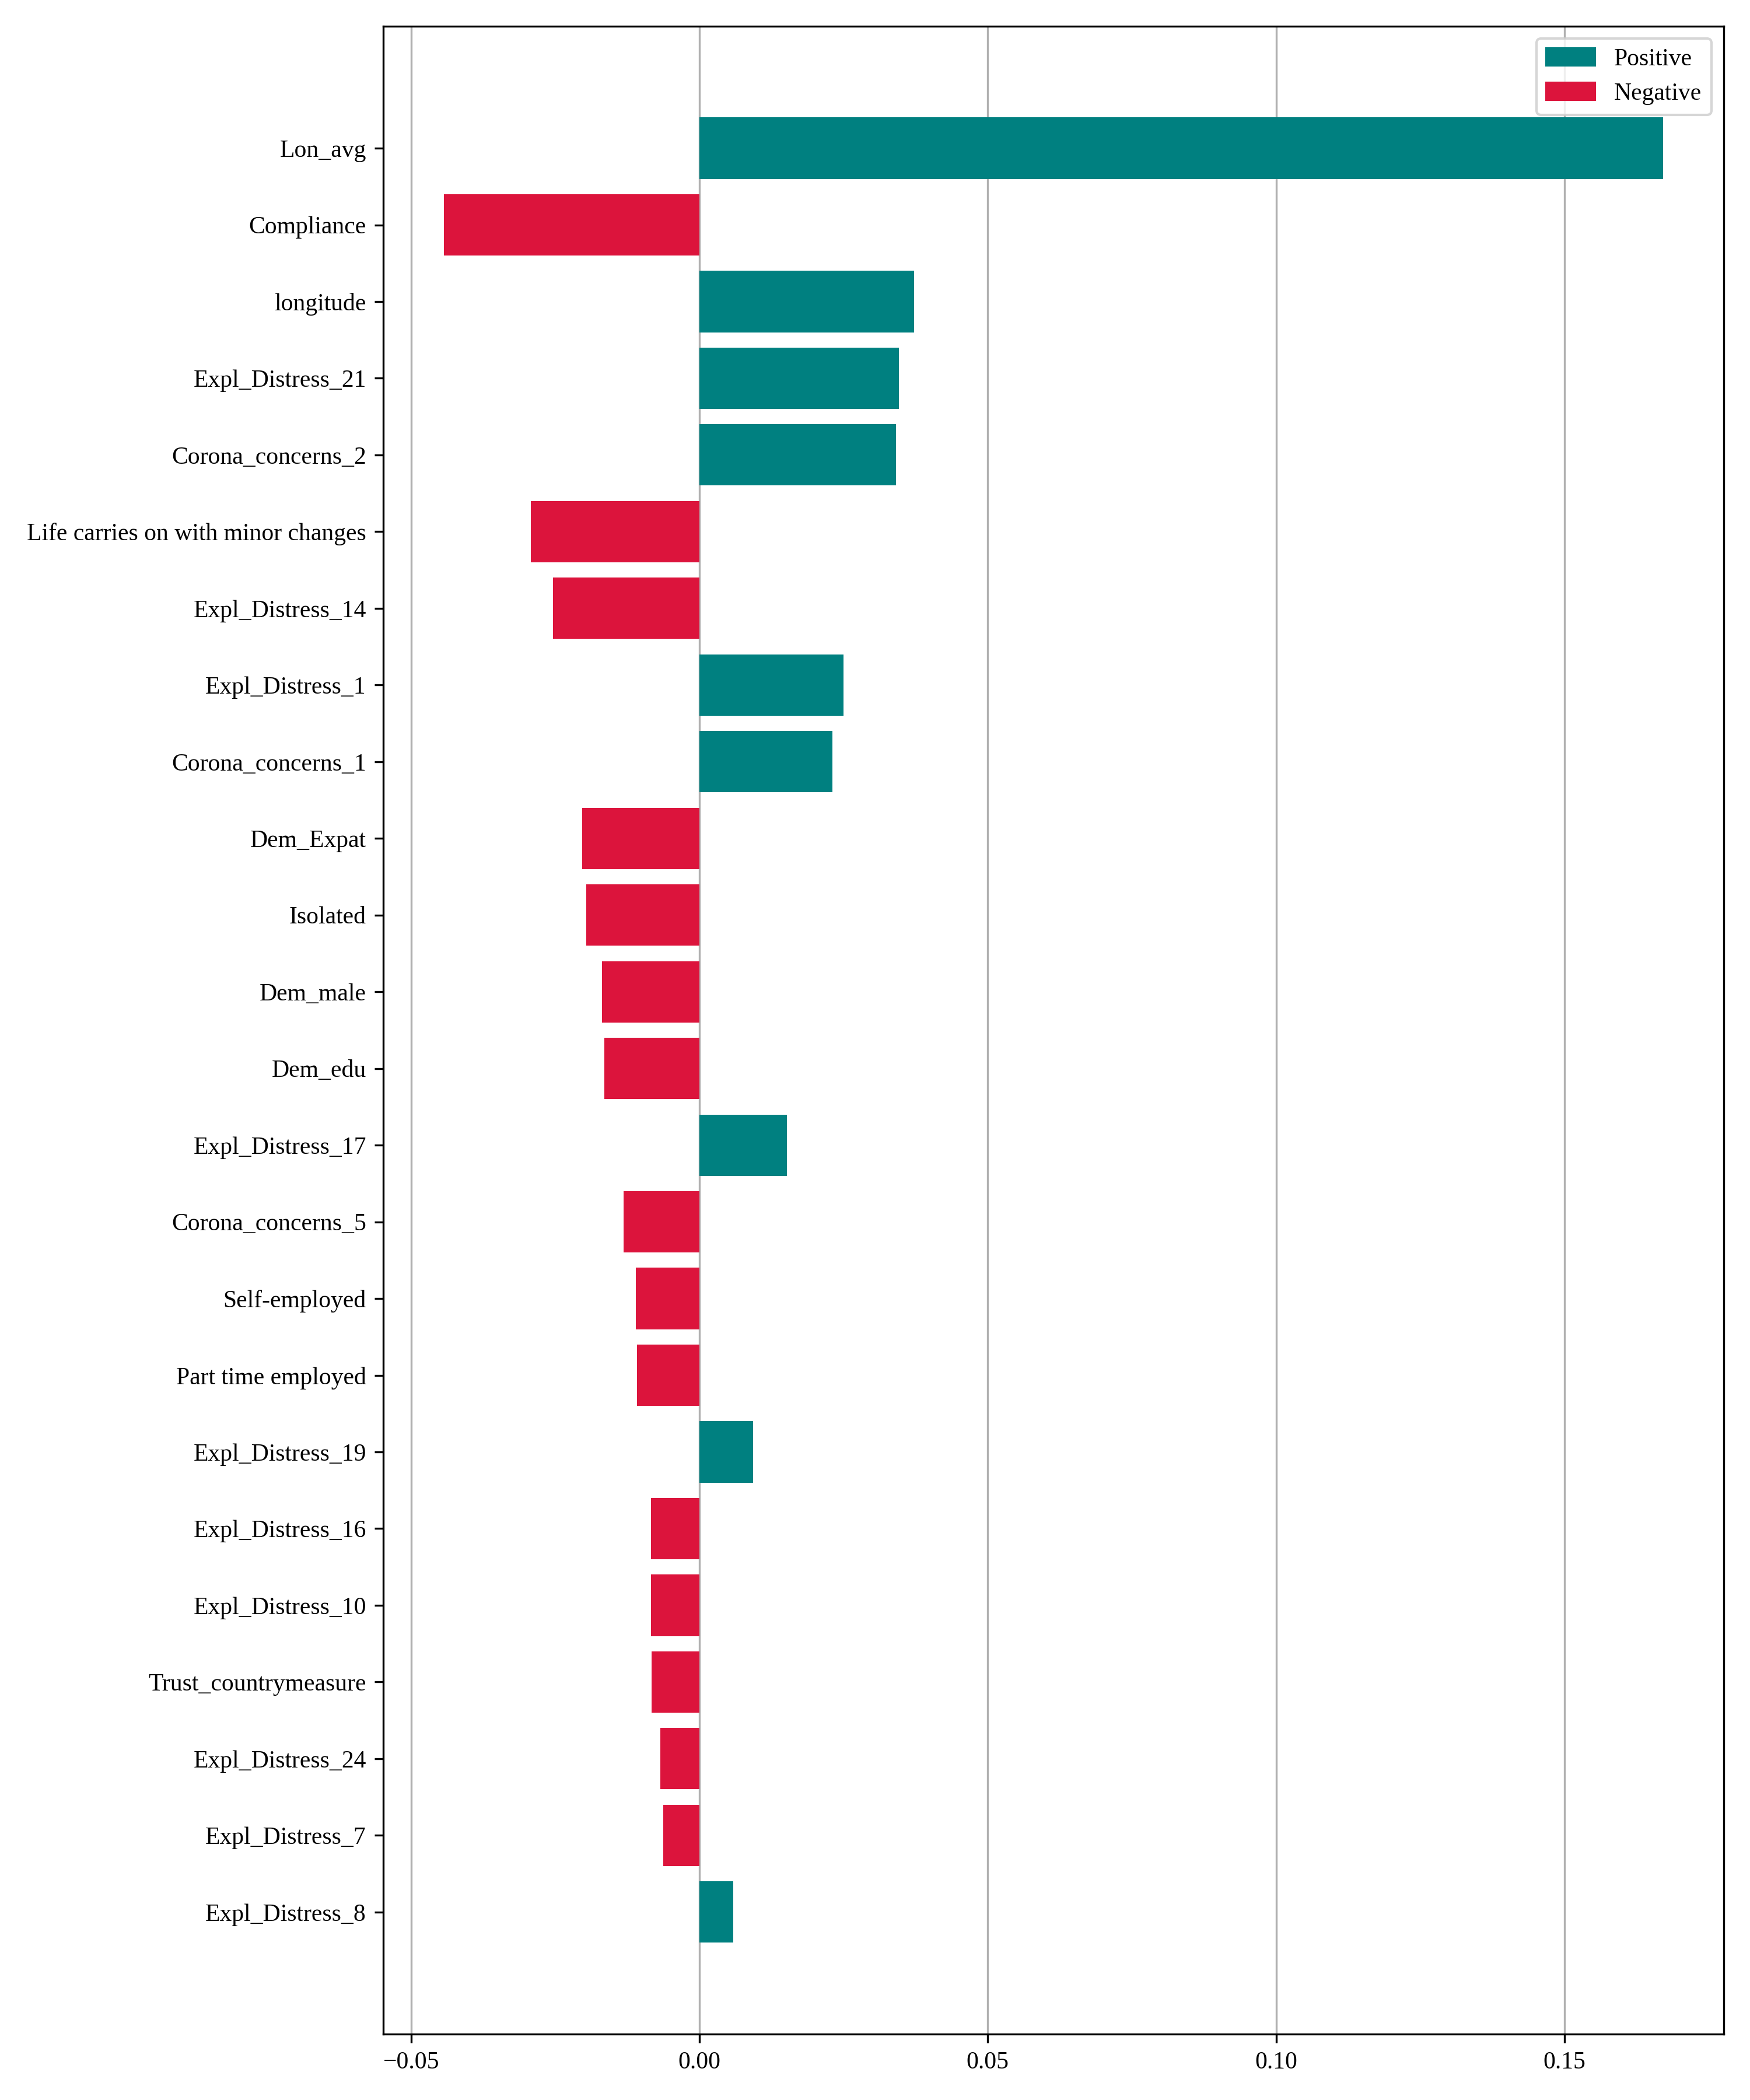 Positive
Negative
Lon_avg
Compliance
longitude
Expl_Distress_21
Corona_concerns_2
Life carries on with minor changes
Expl_Distress_14
Expl_Distress_1
Corona_concerns_1
Dem_Expat
Isolated
Dem_male
Dem_edu
Expl_Distress_17
Corona_concerns_5
Self-employed
Part time employed
Expl_Distress_19
Expl_Distress_16
Expl_Distress_10
Trust_countrymeasure
Expl_Distress_24
Expl_Distress_7
Expl_Distress_8
−0.05 0.00 0.05 0.10 0.15